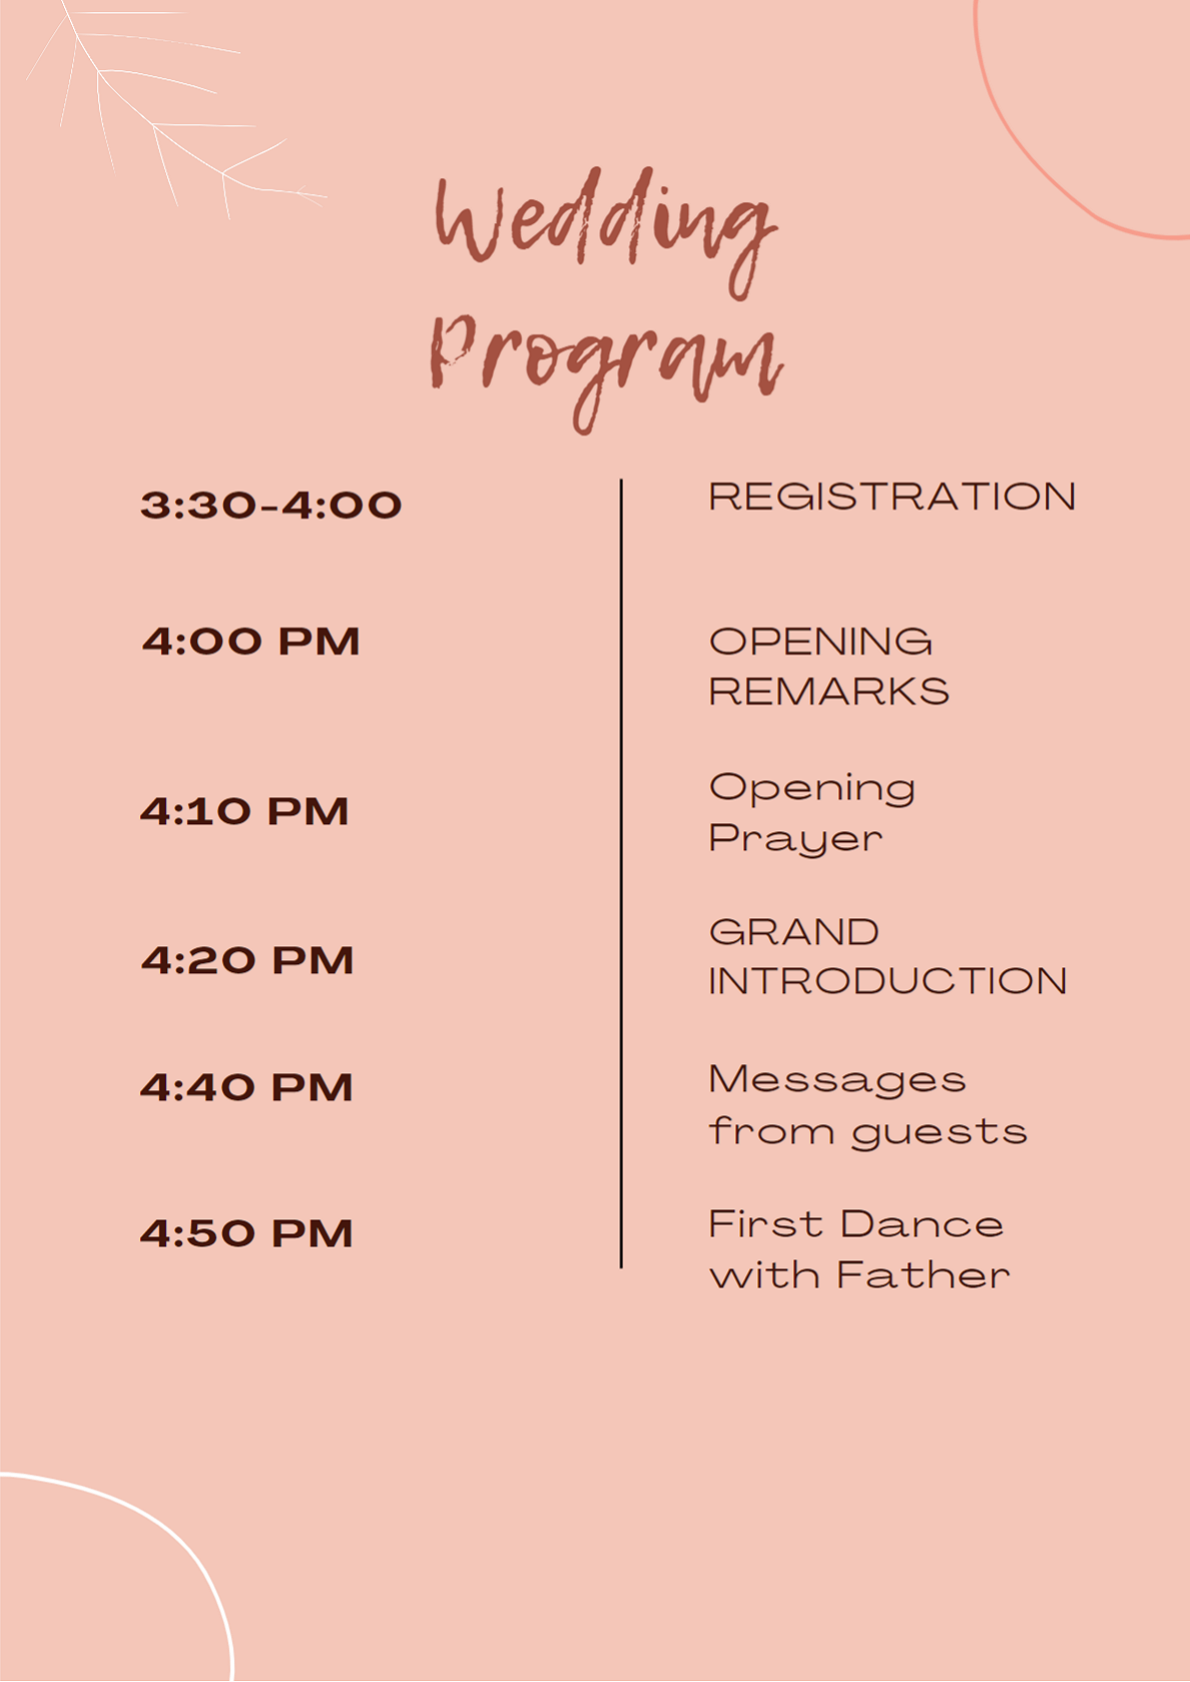 Wedding
Program
3:30-4:00
REGISTRATION
4:00 PM
OPENING
REMARKS
4:10 PM
Opening
Prayer
4:20 PM
GRAND
INTRODUCTION
4:40 PM
Messages
from guests
4:50 PM
First Dance
with Father